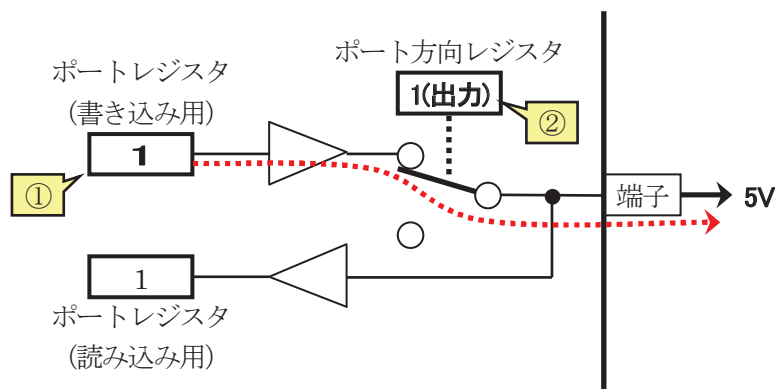 ポート方向レジスタ
1(出力)
②
ポートレジスタ
(書き込み用)
1
①
端子
5V
1
ポートレジスタ
(読み込み用)